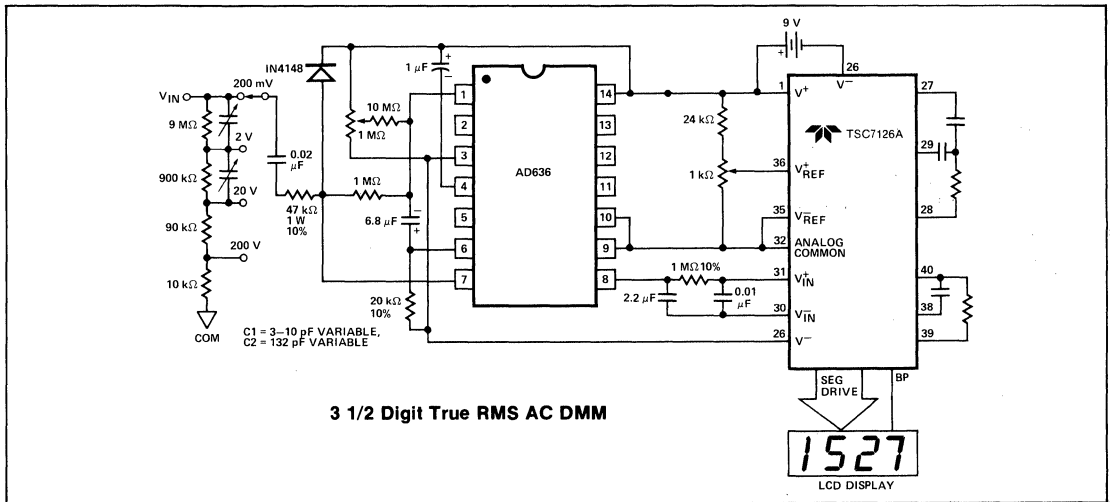 9 V
+
26
V−
IN4148
200 mV
VIN
9 MΩ
2 V
900 kΩ
20 V
90 kΩ
200 V
10kΩ
COM
0.02
μF
47 kΩ
1 W
10%
C1 = 3–10 pF VARIABLE,
C2 = 132 pF VARIABLE
1 μF
+
−
10 MΩ
1 MΩ
1 MΩ
6.8 μF
−
+
20 kΩ
10%
1
2
3
4
5
6
7
AD636
14
13
12
11
10
9
8
24 kΩ
1 kΩ
1 MΩ 10%
2.2 μF
0.01
μF
1
V+
TSC7126A
36
V+REF
35
V−REF
32
ANALOG
COMMON
31
V+IN
30
V−IN
26
V−
27
29
28
40
38
39
SEG
DRIVE
BP
1527
LCD DISPLAY
3 1/2 Digit True RMS AC DMM